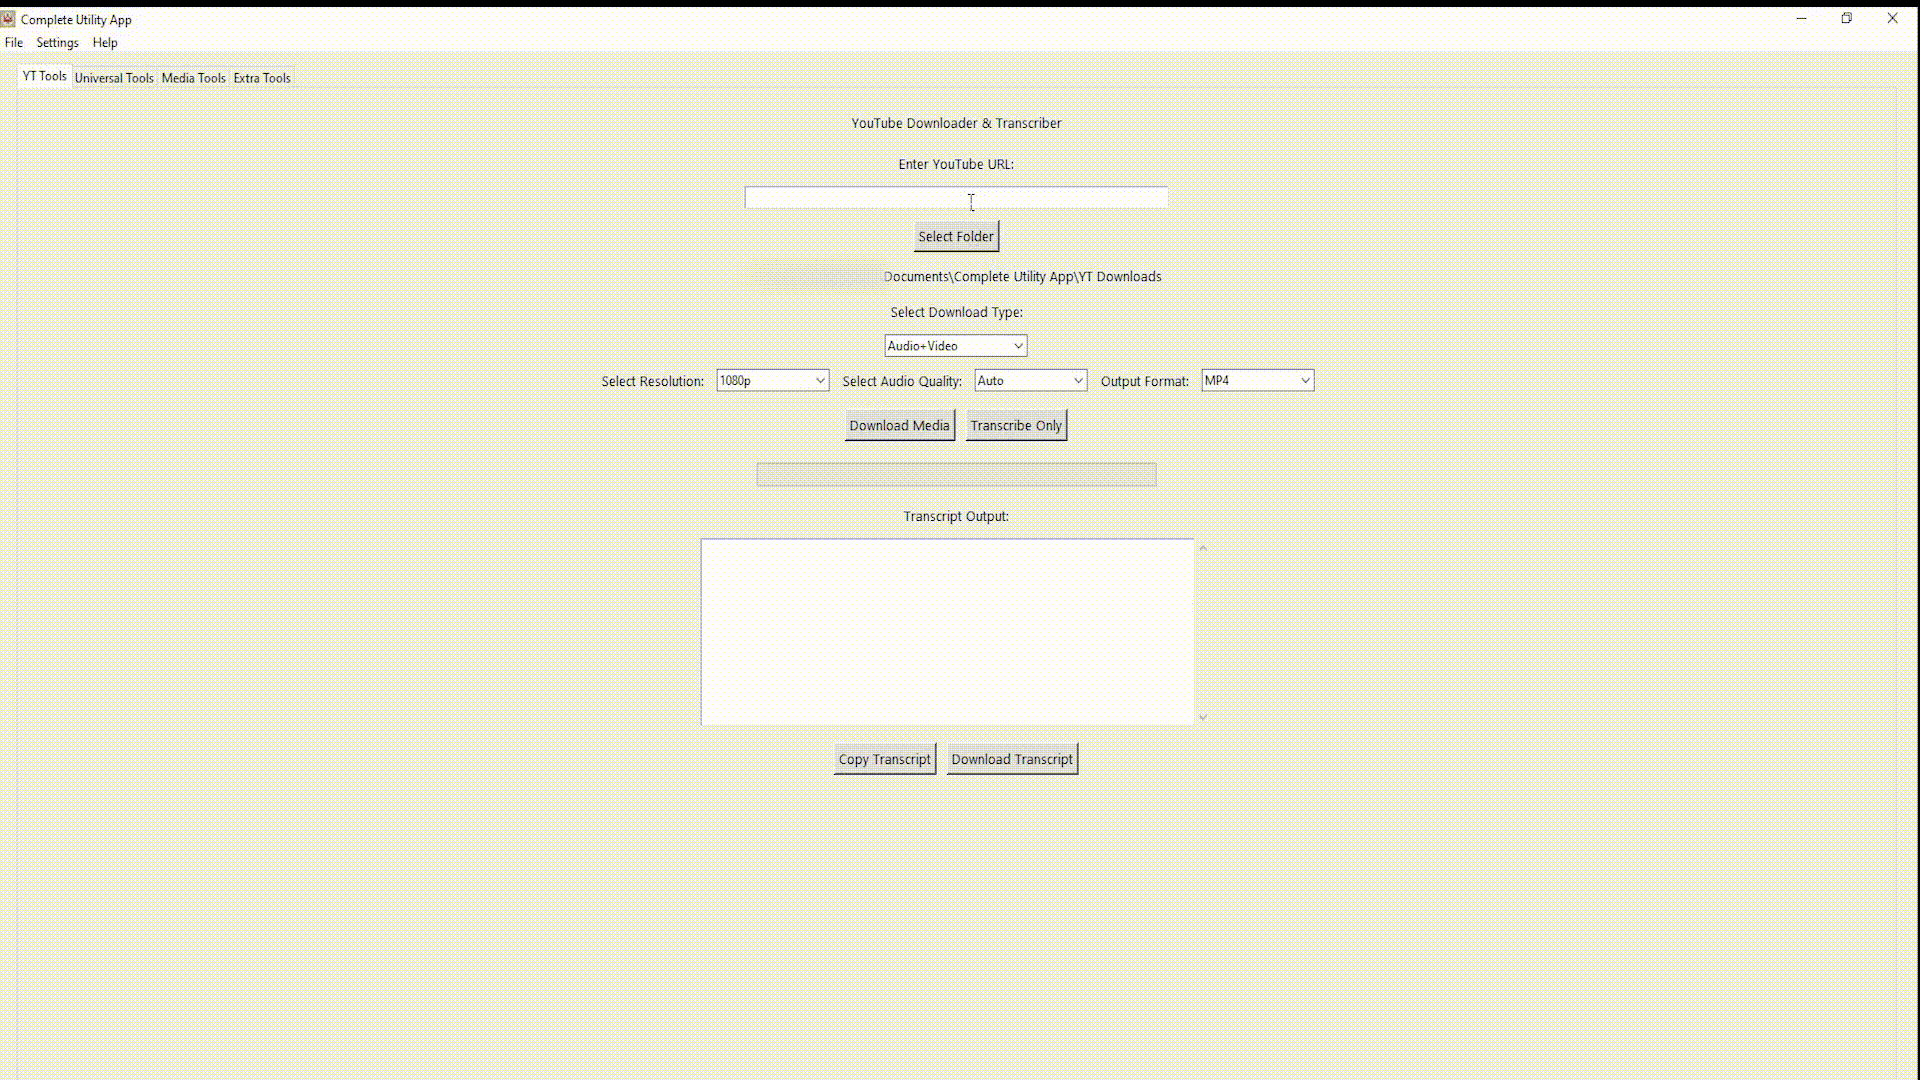 Complete Utility App
File Settings Help
YT Tools Universal Tools Media Tools Extra Tools
YouTube Downloader & Transcriber
Enter YouTube URL:
Select Folder
Documents\Complete Utility App\YT Downloads
Select Download Type:
Audio+Video
Select Resolution: 1080p Select Audio Quality: Auto Output Format: MP4
Download Media Transcribe Only
Transcript Output:
Copy Transcript Download Transcript